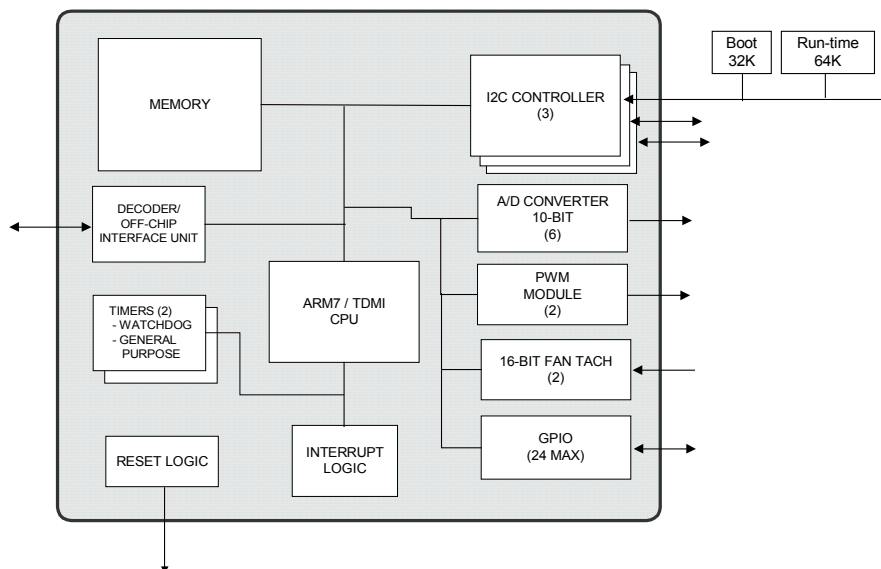 Boot
32K
Run-time
64K
MEMORY
I2C CONTROLLER
(3)
DECODER/
OFF-CHIP
INTERFACE UNIT
A/D CONVERTER
10-BIT
(6)
ARM7 / TDMI
CPU
PWM
MODULE
(2)
TIMERS (2)
- WATCHDOG
- GENERAL
PURPOSE
16-BIT FAN TACH
(2)
RESET LOGIC
INTERRUPT
LOGIC
GPIO
(24 MAX)